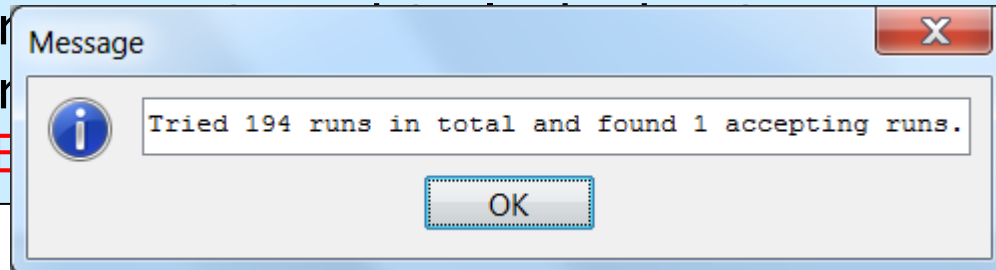 Message
Tried 194 runs in total and found 1 accepting runs.
OK